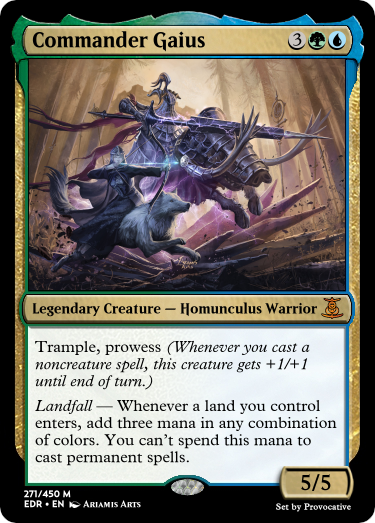 Commander Gaius
3
Legendary Creature — Homunculus Warrior
Trample, prowess (Whenever you cast a
noncreature spell, this creature gets +1/+1
until end of turn.)
Landfall — Whenever a land you control
enters, add three mana in any combination
of colors. You can’t spend this mana to
cast permanent spells.
5/5
271/450 M
EDR • EN Ariamis Arts
Set by Provocative